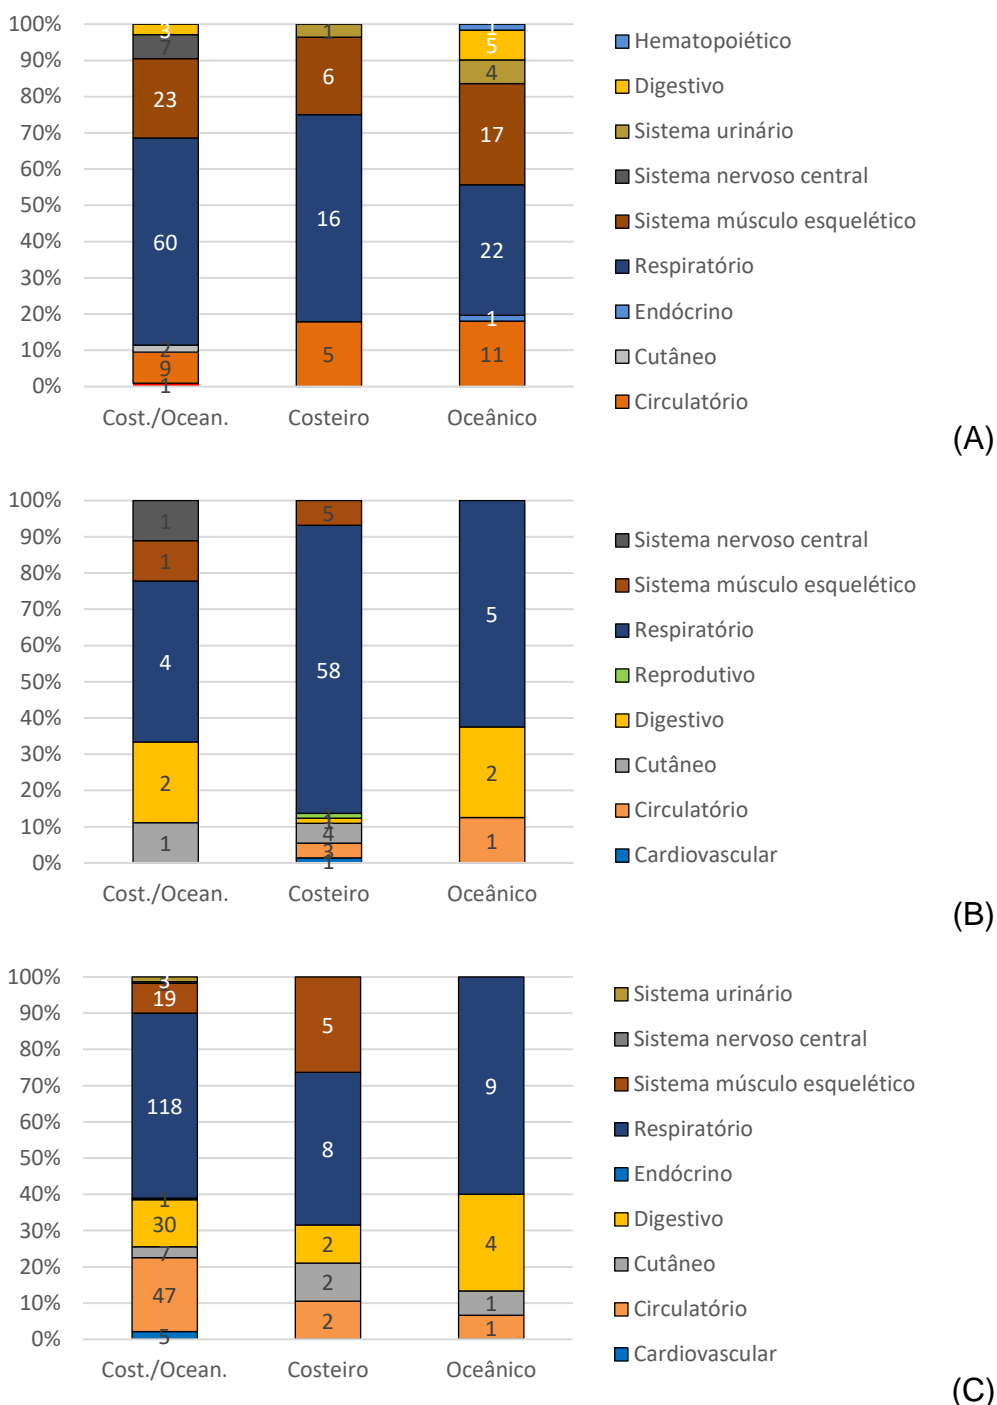 100%
90%
80%
70%
60%
50%
40%
30%
20%
10%
0%
3
7
23
60
2
9
1
1
6
16
5
1
5
4
17
22
1
11
Cost./Ocean. Costeiro Oceânico
Hematopoiético
Digestivo
Sistema urinário
Sistema nervoso central
Sistema músculo esquelético
Respiratório
Endócrino
Cutâneo
Circulatório
(A)
100%
90%
80%
70%
60%
50%
40%
30%
20%
10%
0%
1
1
4
2
1
5
58
1
4
3
1
5
2
1
Cost./Ocean. Costeiro Oceânico
Sistema nervoso central
Sistema músculo esquelético
Respiratório
Reprodutivo
Digestivo
Cutâneo
Circulatório
Cardiovascular
(B)
100%
90%
80%
70%
60%
50%
40%
30%
20%
10%
0%
3
19
118
1
30
7
47
5
5
8
2
2
2
9
4
1
1
Cost./Ocean. Costeiro Oceânico
Sistema urinário
Sistema nervoso central
Sistema músculo esquelético
Respiratório
Endócrino
Digestivo
Cutâneo
Circulatório
Cardiovascular
(C)